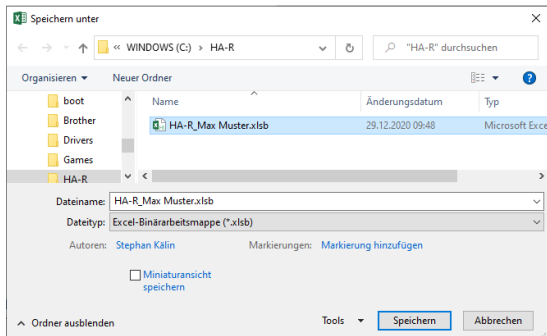 Speichern unter
« WINDOWS (C:) › HA-R
"HA-R" durchsuchen
Organisieren
Neuer Ordner
boot
Brother
Drivers
Games
HA-R
Name
Änderungsdatum
Typ
HA-R_Max Muster.xlsb
29.12.2020 09:48
Microsoft Exce
Dateiname: HA-R_Max Muster.xlsb
Dateityp: Excel-Binärarbeitsmappe (*.xlsb)
Autoren: Stephan Kälin
Markierungen: Markierung hinzufügen
Miniaturansicht
speichern
Ordner ausblenden
Tools
Speichern
Abbrechen